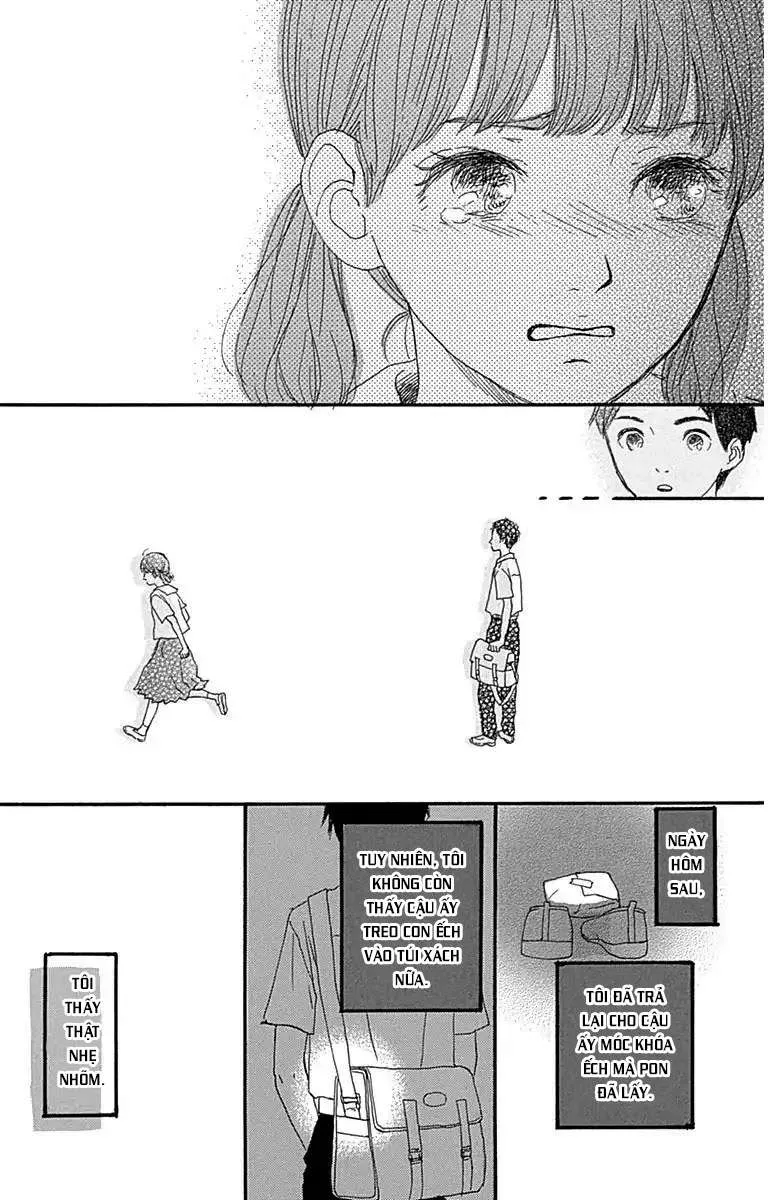 NGÀY
HÔM
SAU,
TÔI ĐÃ TRẢ
LẠI CHO CẬU
ẤY MÓC KHÓA
ẾCH MÀ PON
ĐÃ LẤY.
TUY NHIÊN, TÔI
KHÔNG CÒN
THẤY CẬU ẤY
TREO CON ẾCH
VÀO TÚI XÁCH
NỮA.
TÔI
THẤY
THẬT
NHẸ
NHÕM.